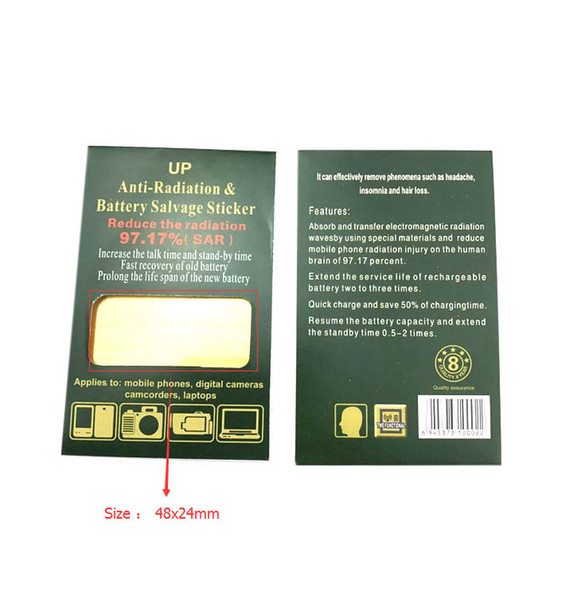 UP
Anti-Radiation &
Battery Salvage Sticker
Reduce the radiation
97.17%( SAR )
Increase the talk time and stand-by time
Fast recovery of old battery
Prolong the life span of the new battery
Applies to: mobile phones, digital cameras
camcorders, laptops
Size : 48x24mm
It can effectively remove phenomena such as headache,
insomnia and hair loss.
Features:
Absorb and transfer electromagnetic radiation
wavesby using special materials and reduce
mobile phone radiation injury on the human
brain of 97.17 percent.
Extend the service life of rechargeable
battery two to three times.
Quick charge and save 50% of chargingtime.
Resume the battery capacity and extend
the standby time 0.5-2 times.
8
Quality assurance
TWO FUNCTIONAL
6 945373 100022